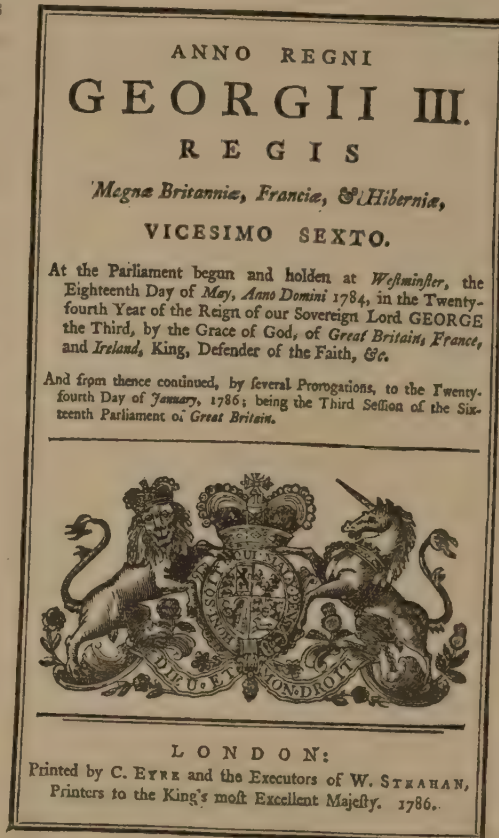 ANNO REGNI
GEORGII III.
REGIS
Magnæ Britanniæ, Franciæ, & Hiberniæ,
VICESIMO SEXTO.
At the Parliament begun and holden at Weſtminſter, the
Eighteenth Day of May, Anno Domini 1784, in the Twenty-
fourth Year of the Reign of our Sovereign Lord GEORGE
the Third, by the Grace of God, of Great Britain, France,
and Ireland, King, Defender of the Faith, &c.
And from thence continued, by ſeveral Prorogations, to the Twenty-
fourth Day of January, 1786; being the Third Seſſion of the Six-
teenth Parliament of Great Britain.
HONI SOIT QUI MAL Y PENSE
DIEU·ET MON·DROIT
LONDON:
Printed by C. EYRE and the Executors of W. STRAHAN,
Printers to the King's moſt Excellent Majeſty. 1786.